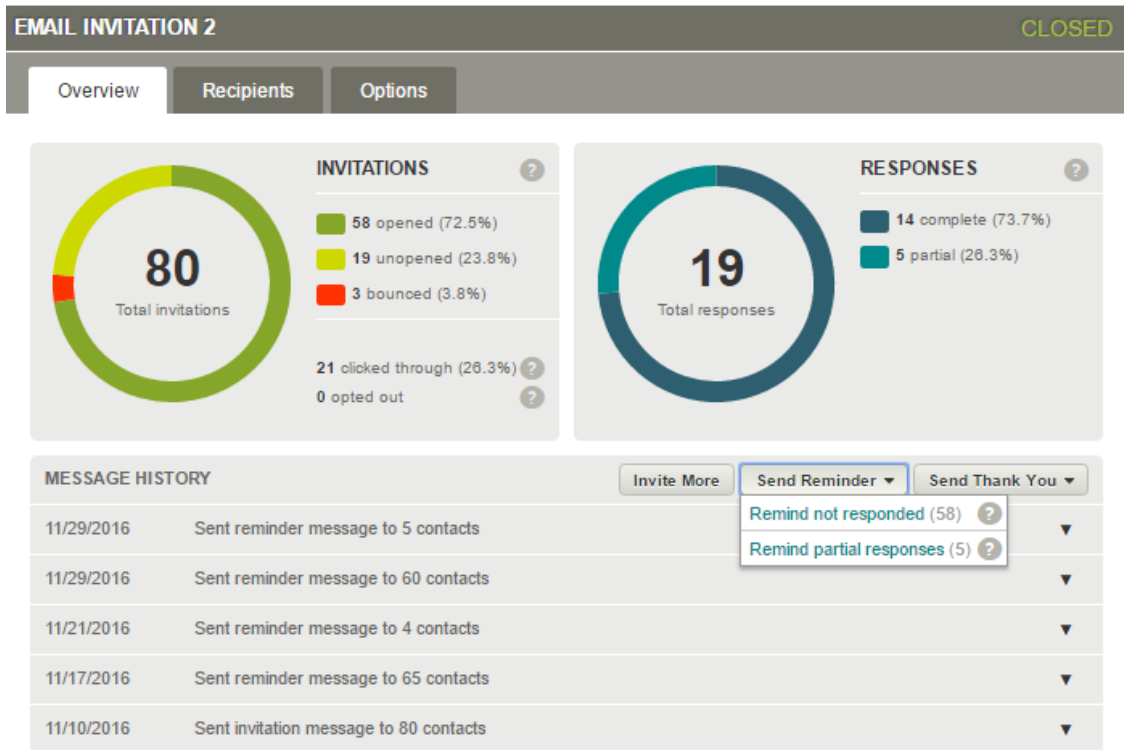 EMAIL INVITATION 2 CLOSED
Overview Recipients Options
INVITATIONS ?
58 opened (72.5%)
19 unopened (23.8%)
3 bounced (3.8%)
80
Total invitations
21 clicked through (26.3%) ?
0 opted out ?
RESPONSES ?
14 complete (73.7%)
5 partial (26.3%)
19
Total responses
MESSAGE HISTORY Invite More Send Reminder Send Thank You
Remind not responded (58) ?
Remind partial responses (5) ?
11/29/2016 Sent reminder message to 5 contacts
11/29/2016 Sent reminder message to 60 contacts
11/21/2016 Sent reminder message to 4 contacts
11/17/2016 Sent reminder message to 65 contacts
11/10/2016 Sent invitation message to 80 contacts